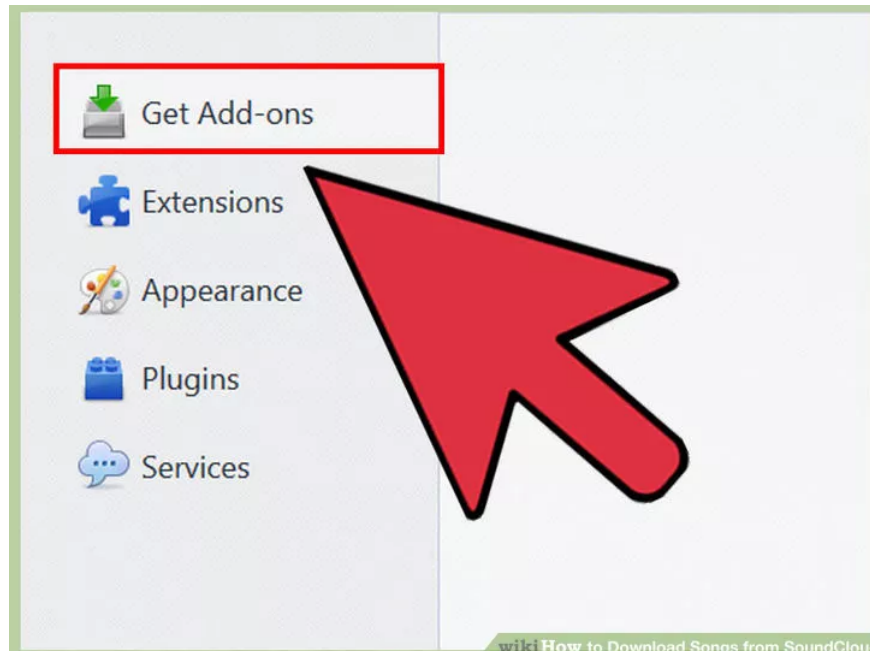 Get Add-ons
Extensions
Appearance
Plugins
Services
wikiHow to Download Songs from SoundClou